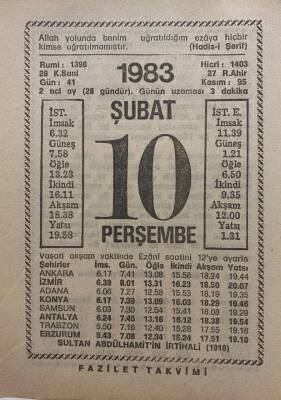 Allah yolunda benim uğratıldığım ezâya hiçbir
kimse uğratılmamıştır. (Hadis-i Şerif)
Rumi : 1398 1983 Hicri : 1403
28 K.Sani 27 R.Ahir
Gün : 41 Kasım : 95
2 nci ay (28 gündür). Günün uzaması 3 dakika
ŞUBAT
İST.
İmsak
6.32
Güneş
7.58
Öğle
13.23
İkindi
16.11
Akşam
18.38
Yatsı
19.58
10
PERŞEMBE
İST. E.
İmsak
11.39
Güneş
1.21
Öğle
6.50
İkindi
9.35
Akşam
12.00
Yatsı
1.31
Vasati akşam vaktinde Ezânî saatini 12'ye ayarla
Şehirler İms. Gün. Öğle İkindi Akşam Yatsı
ANKARA 6.17 7.41 13.08 15.58 18.24 19.44
İZMİR 6.39 8.01 13.31 16.23 18.50 20.07
ADANA 6.06 7.27 12.58 15.53 18.19 19.35
KONYA 6.17 7.39 13.09 16.03 18.29 19.46
SAMSUN 6.03 7.30 12.54 15.41 18.07 19.29
ANTALYA 6.24 7.45 13.16 16.12 18.38 19.54
TRABZON 5.50 7.16 12.40 15.28 17.55 19.16
ERZURUM 5.43 7.08 12.34 15.24 17.51 19.10
SULTAN ABDÜLHAMİT'İN İRTİHALİ (1918)
FAZİLET TAKVİMİ